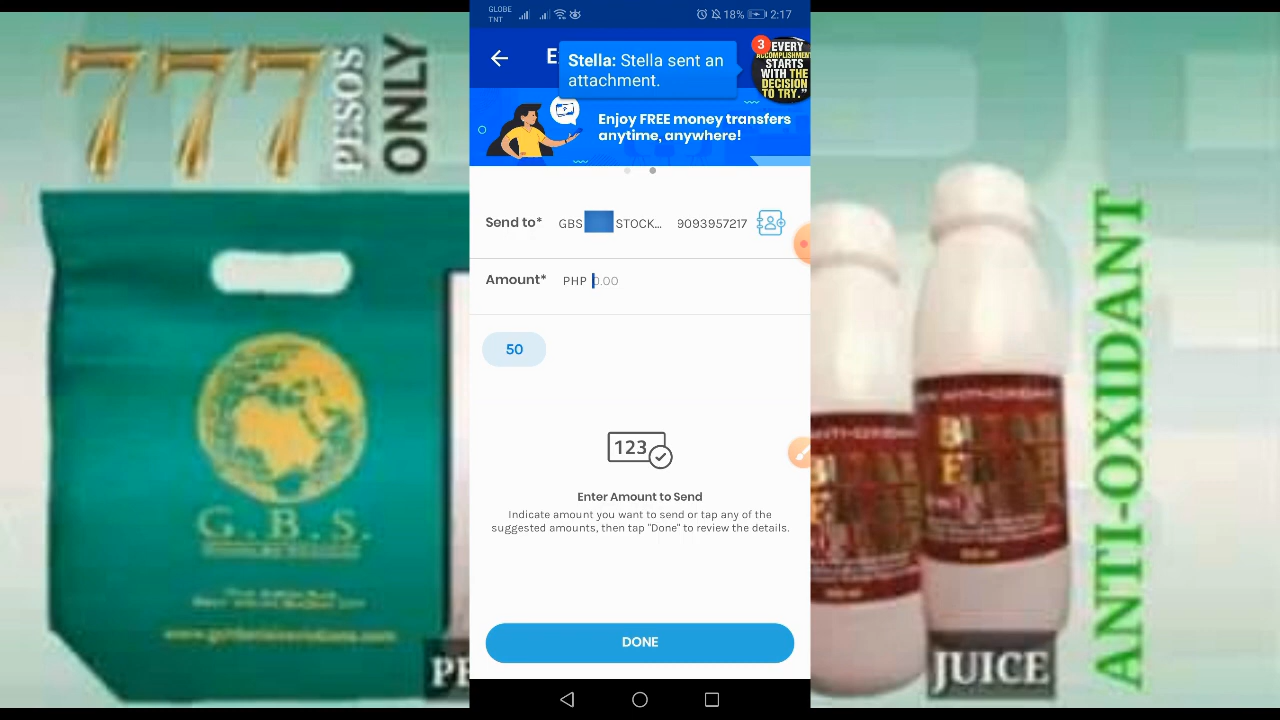 777
PESOS
ONLY
G.B.S.
GLOBE
TNT
18%
2:17
E
Stella: Stella sent an
attachment.
3
"EVERY
ACCOMPLISHMENT
STARTS
WITH THE
DECISION
TO TRY."
Enjoy FREE money transfers
anytime, anywhere!
Send to*
GBS
STOCK...
9093957217
Amount*
PHP
0.00
50
123
Enter Amount to Send
Indicate amount you want to send or tap any of the
suggested amounts, then tap "Done" to review the details.
DONE
PE
JUICE
ANTI-OXIDANT